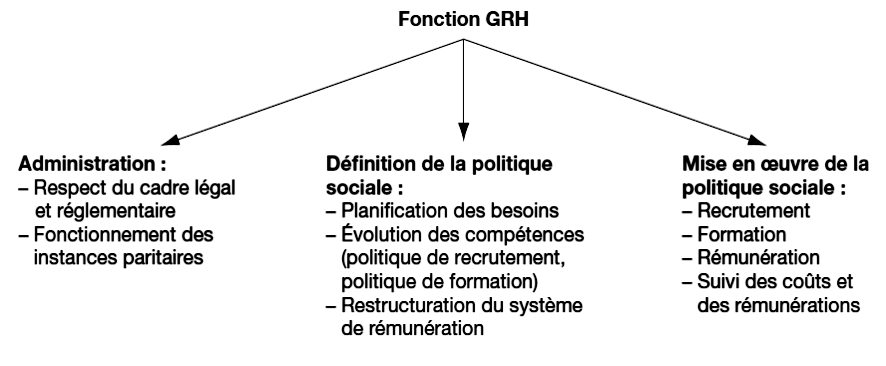 Fonction GRH
Administration :
– Respect du cadre légal
et réglementaire
– Fonctionnement des
instances paritaires
Définition de la politique
sociale :
– Planification des besoins
– Évolution des compétences
(politique de recrutement,
politique de formation)
– Restructuration du système
de rémunération
Mise en œuvre de la
politique sociale :
– Recrutement
– Formation
– Rémunération
– Suivi des coûts et
des rémunérations